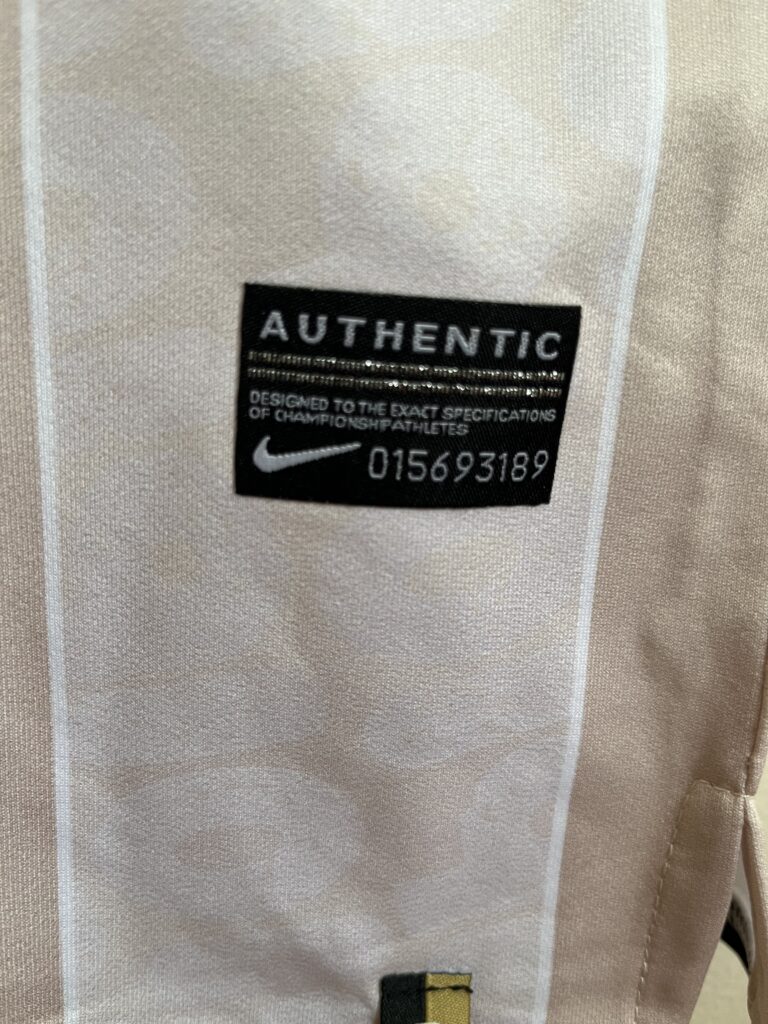 AUTHENTIC
DESIGNED TO THE EXACT SPECIFICATIONS
OF CHAMPIONSHIP ATHLETES
015693189